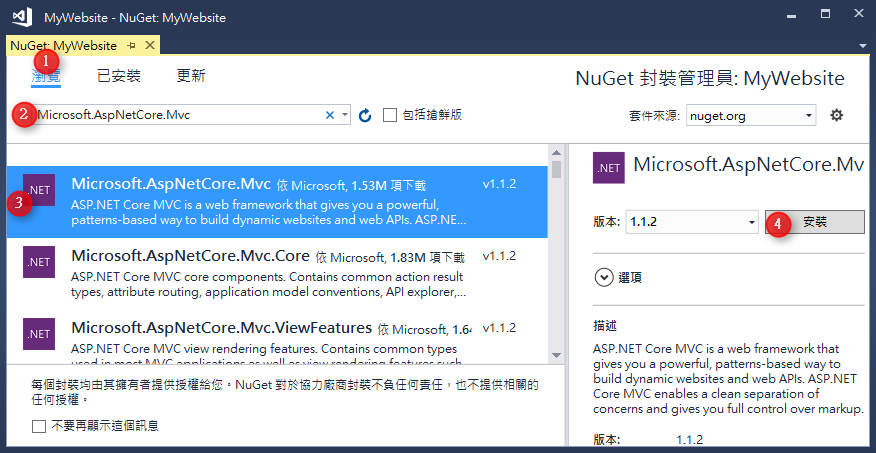 MyWebsite - NuGet: MyWebsite
NuGet: MyWebsite
1
瀏覽 已安裝 更新
NuGet 封裝管理員: MyWebsite
2
Microsoft.AspNetCore.Mvc
包括搶鮮版
套件來源: nuget.org
3
.NET
Microsoft.AspNetCore.Mvc 依 Microsoft, 1.53M 項下載 v1.1.2
ASP.NET Core MVC is a web framework that gives you a powerful,
patterns-based way to build dynamic websites and web APIs. ASP.NE...
.NET
Microsoft.AspNetCore.Mvc.Core 依 Microsoft, 1.83M 項下載 v1.1.2
ASP.NET Core MVC core components. Contains common action result
types, attribute routing, application model conventions, API explorer,...
.NET
Microsoft.AspNetCore.Mvc.ViewFeatures 依 Microsoft, 1.64 v1.1.2
ASP.NET Core MVC view rendering features. Contains common types
used in most MVC applications as well as view rendering features such
每個封裝均由其擁有者提供授權給您。NuGet 對於協力廠商封裝不負任何責任，也不提供相關的
任何授權。
不要再顯示這個訊息
.NET
Microsoft.AspNetCore.Mv
版本: 1.1.2
4
安裝
選項
描述
ASP.NET Core MVC is a web framework that
gives you a powerful, patterns-based way to
build dynamic websites and web APIs. ASP.NET
Core MVC enables a clean separation of
concerns and gives you full control over markup.
版本: 1.1.2